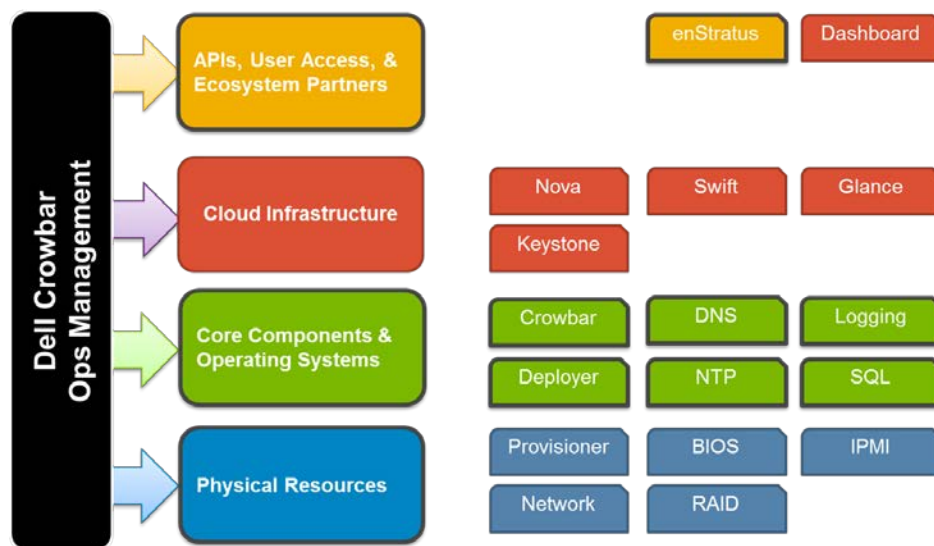 Dell Crowbar
Ops Management
APIs, User Access, &
Ecosystem Partners
enStratus
Dashboard
Cloud Infrastructure
Nova
Swift
Glance
Keystone
Core Components &
Operating Systems
Crowbar
DNS
Logging
Deployer
NTP
SQL
Physical Resources
Provisioner
BIOS
IPMI
Network
RAID